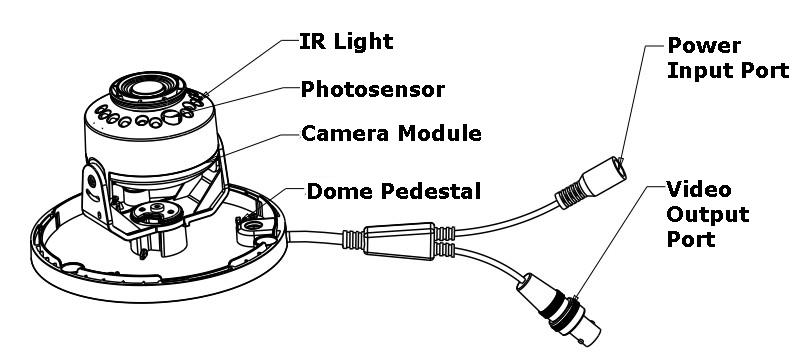 IR Light
Photosensor
Camera Module
Dome Pedestal
Power
Input Port
Video
Output
Port